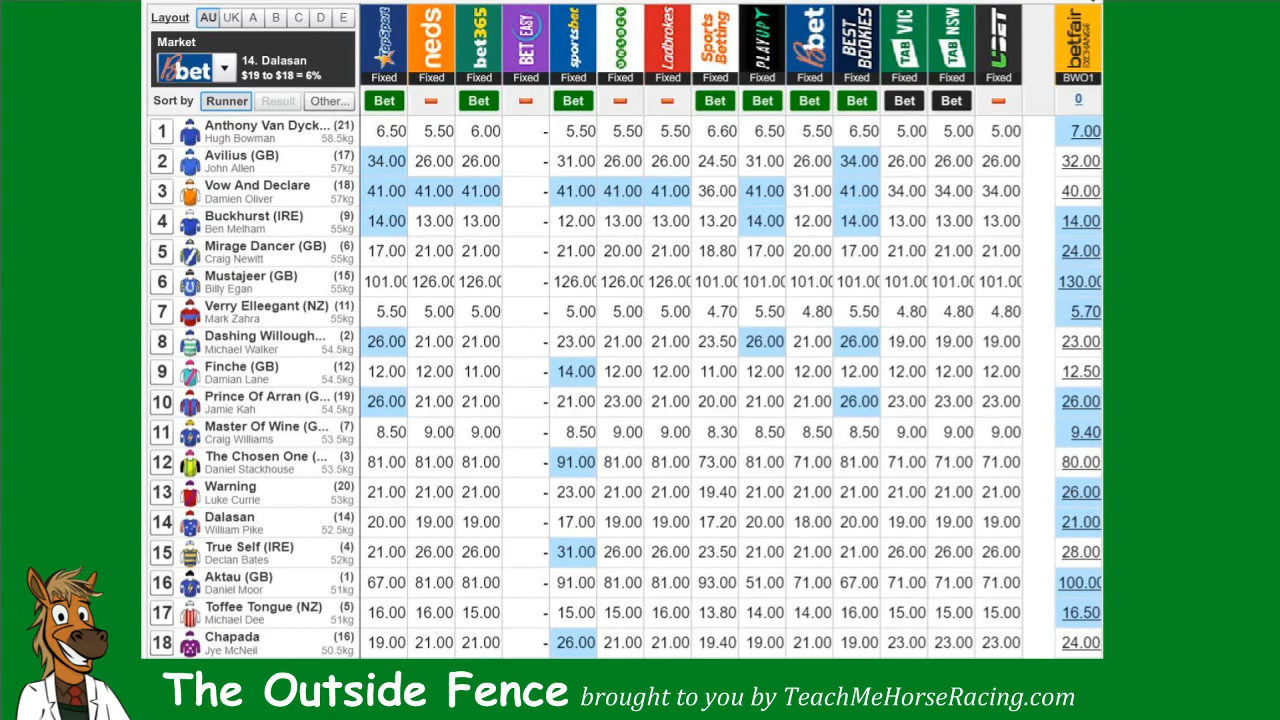 Layout AU UK A B C D E
Market
bet 14. Dalasan
$19 to $18 = 6%
Sort by Runner Result Other...
TopSport neds bet365 BET EASY sportsbet Ladbrokes Sports Betting PLAYUP bet BEST BOOKIES TAB VIC TAB NSW betfair EXCHANGE
Fixed Fixed Fixed Fixed Fixed Fixed Fixed Fixed Fixed Fixed Fixed Fixed Fixed Fixed BWO1
Bet Bet Bet Bet Bet Bet Bet Bet Bet 0
1 Anthony Van Dyck... (21) 6.50 5.50 6.00 - 5.50 5.50 5.50 6.60 6.50 5.50 6.50 5.00 5.00 5.00 7.00
Hugh Bowman 58.5kg
2 Avilius (GB) (17) 34.00 26.00 26.00 - 31.00 26.00 26.00 24.50 31.00 26.00 34.00 26.00 26.00 26.00 32.00
John Allen 57kg
3 Vow And Declare (18) 41.00 41.00 41.00 - 41.00 41.00 41.00 36.00 41.00 31.00 41.00 34.00 34.00 34.00 40.00
Damien Oliver 57kg
4 Buckhurst (IRE) (9) 14.00 13.00 13.00 - 12.00 13.00 13.00 13.20 14.00 12.00 14.00 13.00 13.00 13.00 14.00
Ben Melham 55kg
5 Mirage Dancer (GB) (6) 17.00 21.00 21.00 - 21.00 21.00 21.00 18.80 17.00 20.00 17.00 21.00 21.00 21.00 24.00
Craig Newitt 55kg
6 Mustajeer (GB) (15) 101.00 126.00 126.00 - 126.00 126.00 126.00 101.00 101.00 101.00 101.00 101.00 101.00 101.00 130.00
Billy Egan 55kg
7 Verry Elleegant (NZ) (11) 5.50 5.00 5.00 - 5.00 5.00 5.00 4.70 5.50 4.80 5.50 4.80 4.80 4.80 5.70
Mark Zahra 55kg
8 Dashing Willough... (2) 26.00 21.00 21.00 - 23.00 21.00 21.00 23.50 26.00 21.00 26.00 19.00 19.00 19.00 23.00
Michael Walker 54.5kg
9 Finche (GB) (12) 12.00 12.00 11.00 - 14.00 12.00 12.00 11.00 12.00 12.00 12.00 12.00 12.00 12.00 12.50
Damian Lane 54.5kg
10 Prince Of Arran (G... (19) 26.00 21.00 21.00 - 21.00 23.00 21.00 20.00 21.00 21.00 26.00 23.00 23.00 23.00 26.00
Jamie Kah 54.5kg
11 Master Of Wine (G... (7) 8.50 9.00 9.00 - 8.50 9.00 9.00 8.30 8.50 8.50 8.50 9.00 9.00 9.00 9.40
Craig Williams 53.5kg
12 The Chosen One (... (3) 81.00 81.00 81.00 - 91.00 81.00 81.00 73.00 81.00 71.00 81.00 71.00 71.00 71.00 80.00
Daniel Stackhouse 53.5kg
13 Warning (20) 21.00 21.00 21.00 - 23.00 21.00 21.00 19.40 21.00 21.00 21.00 21.00 21.00 21.00 26.00
Luke Currie 53kg
14 Dalasan (14) 20.00 19.00 19.00 - 17.00 19.00 19.00 17.20 20.00 18.00 20.00 19.00 19.00 19.00 21.00
William Pike 52.5kg
15 True Self (IRE) (4) 21.00 26.00 26.00 - 31.00 26.00 26.00 23.50 21.00 21.00 21.00 26.00 26.00 26.00 28.00
Declan Bates 52kg
16 Aktau (GB) (1) 67.00 81.00 81.00 - 91.00 81.00 81.00 93.00 51.00 71.00 67.00 71.00 71.00 71.00 100.00
Daniel Moor 51kg
17 Toffee Tongue (NZ) (5) 16.00 16.00 15.00 - 15.00 15.00 16.00 13.80 14.00 14.00 16.00 15.00 15.00 15.00 16.50
Michael Dee 51kg
18 Chapada (16) 19.00 21.00 21.00 - 26.00 21.00 21.00 19.40 19.00 21.00 19.00 23.00 23.00 23.00 24.00
Jye McNeil 50.5kg
The Outside Fence brought to you by TeachMeHorseRacing.com